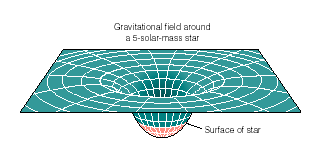 Gravitational field around
a 5-solar-mass star
Surface of star